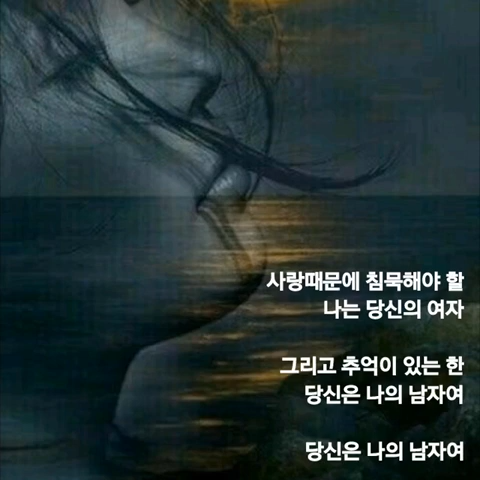 사랑때문에 침묵해야 할
나는 당신의 여자
그리고 추억이 있는 한
당신은 나의 남자여
당신은 나의 남자여